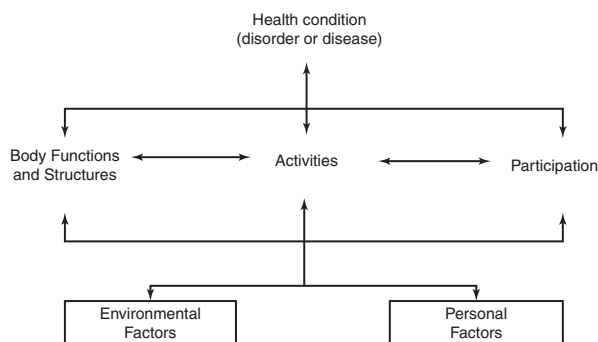 Health condition
(disorder or disease)
Body Functions
and Structures
Activities
Participation
Environmental
Factors
Personal
Factors